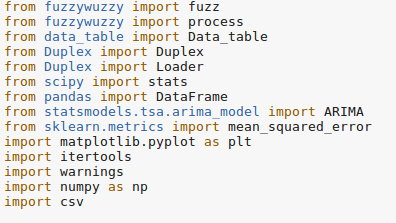 from fuzzywuzzy import fuzz
from fuzzywuzzy import process
from data_table import Data_table
from Duplex import Duplex
from Duplex import Loader
from scipy import stats
from pandas import DataFrame
from statsmodels.tsa.arima_model import ARIMA
from sklearn.metrics import mean_squared_error
import matplotlib.pyplot as plt
import itertools
import warnings
import numpy as np
import csv